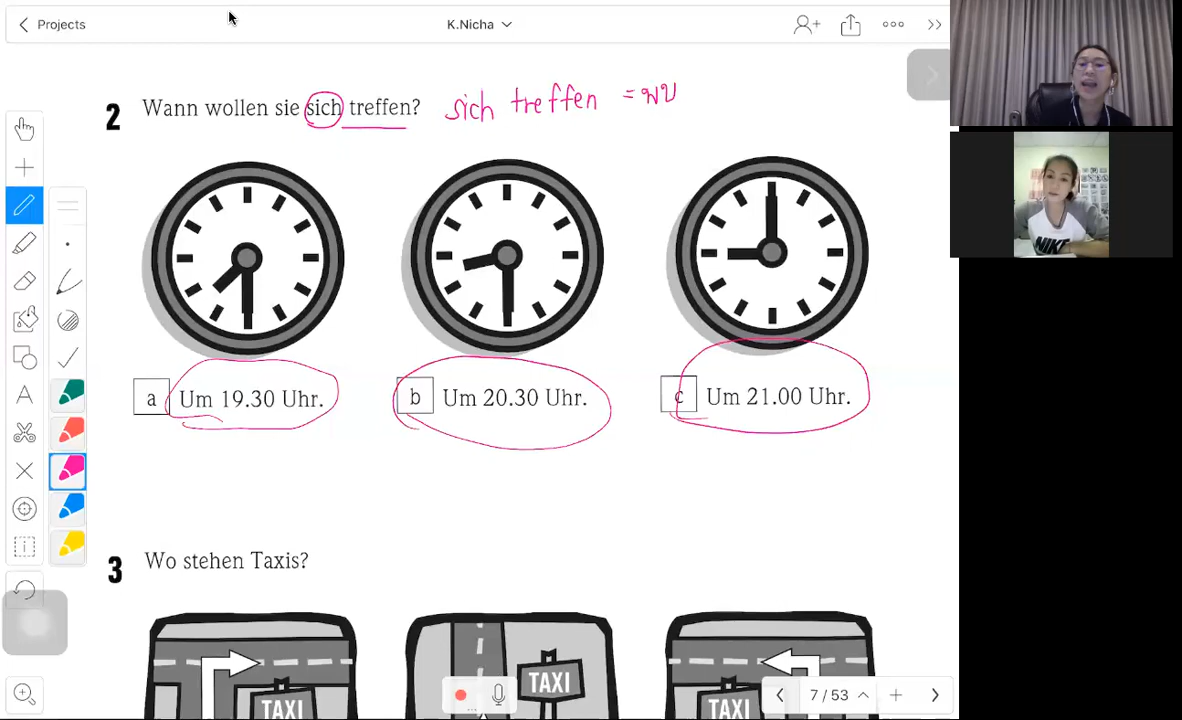 Projects
K.Nicha
2 Wann wollen sie sich treffen? sich treffen = พบ
a Um 19.30 Uhr. b Um 20.30 Uhr. c Um 21.00 Uhr.
NIKE
3 Wo stehen Taxis?
TAXI TAXI TAXI
7 / 53